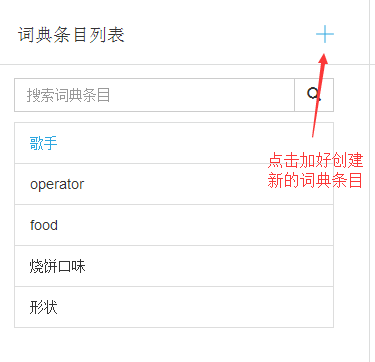 词典条目列表
搜索词典条目
歌手
点击加好创建
新的词典条目
operator
food
烧饼口味
形状